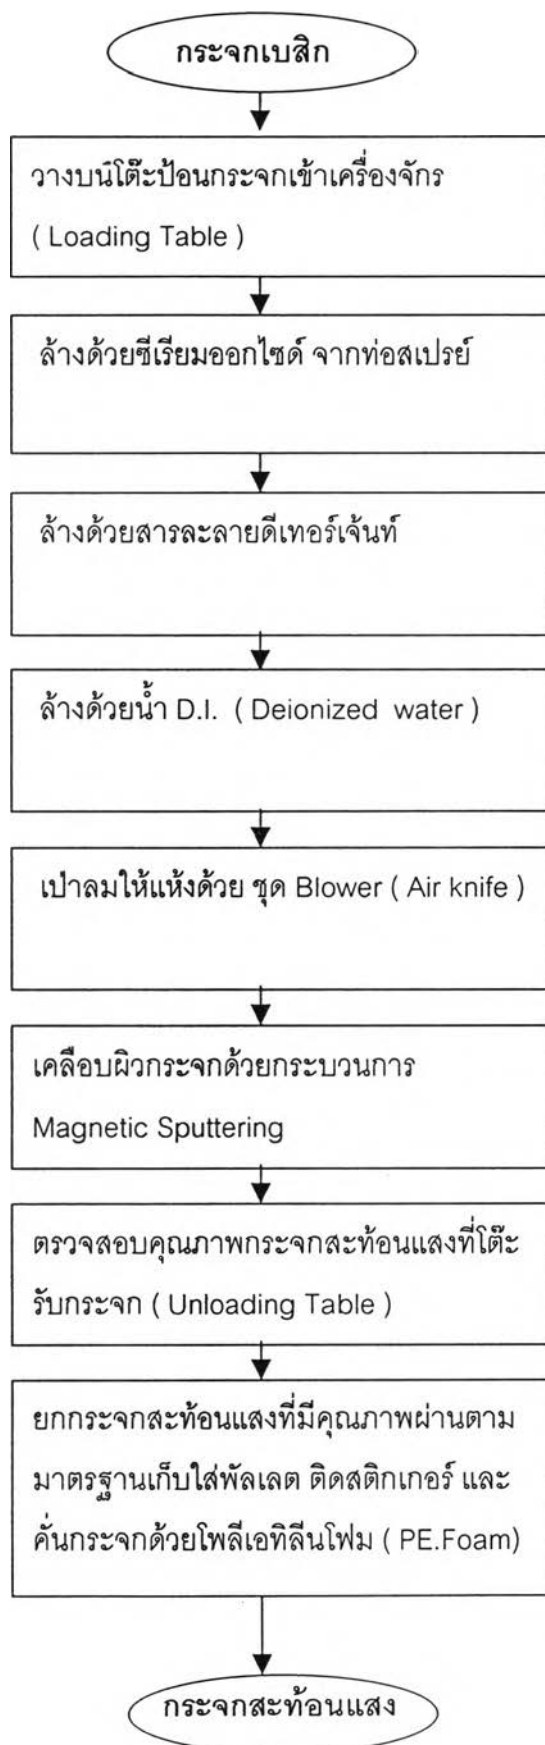 กระจกเบสิก
วางบนโต๊ะป้อนกระจกเข้าเครื่องจักร
( Loading Table )
ล้างด้วยซีเรียมออกไซด์ จากท่อสเปรย์
ล้างด้วยสารละลายดีเทอร์เจ้นท์
ล้างด้วยน้ำ D.I. ( Deionized water )
เป่าลมให้แห้งด้วย ชุด Blower ( Air knife )
เคลือบผิวกระจกด้วยกระบวนการ
Magnetic Sputtering
ตรวจสอบคุณภาพกระจกสะท้อนแสงที่โต๊ะ
รับกระจก ( Unloading Table )
ยกกระจกสะท้อนแสงที่มีคุณภาพผ่านตาม
มาตรฐานเก็บใส่พัลเลต ติดสติกเกอร์ และ
คั่นกระจกด้วยโพลีเอทิลีนโฟม ( PE.Foam)
กระจกสะท้อนแสง